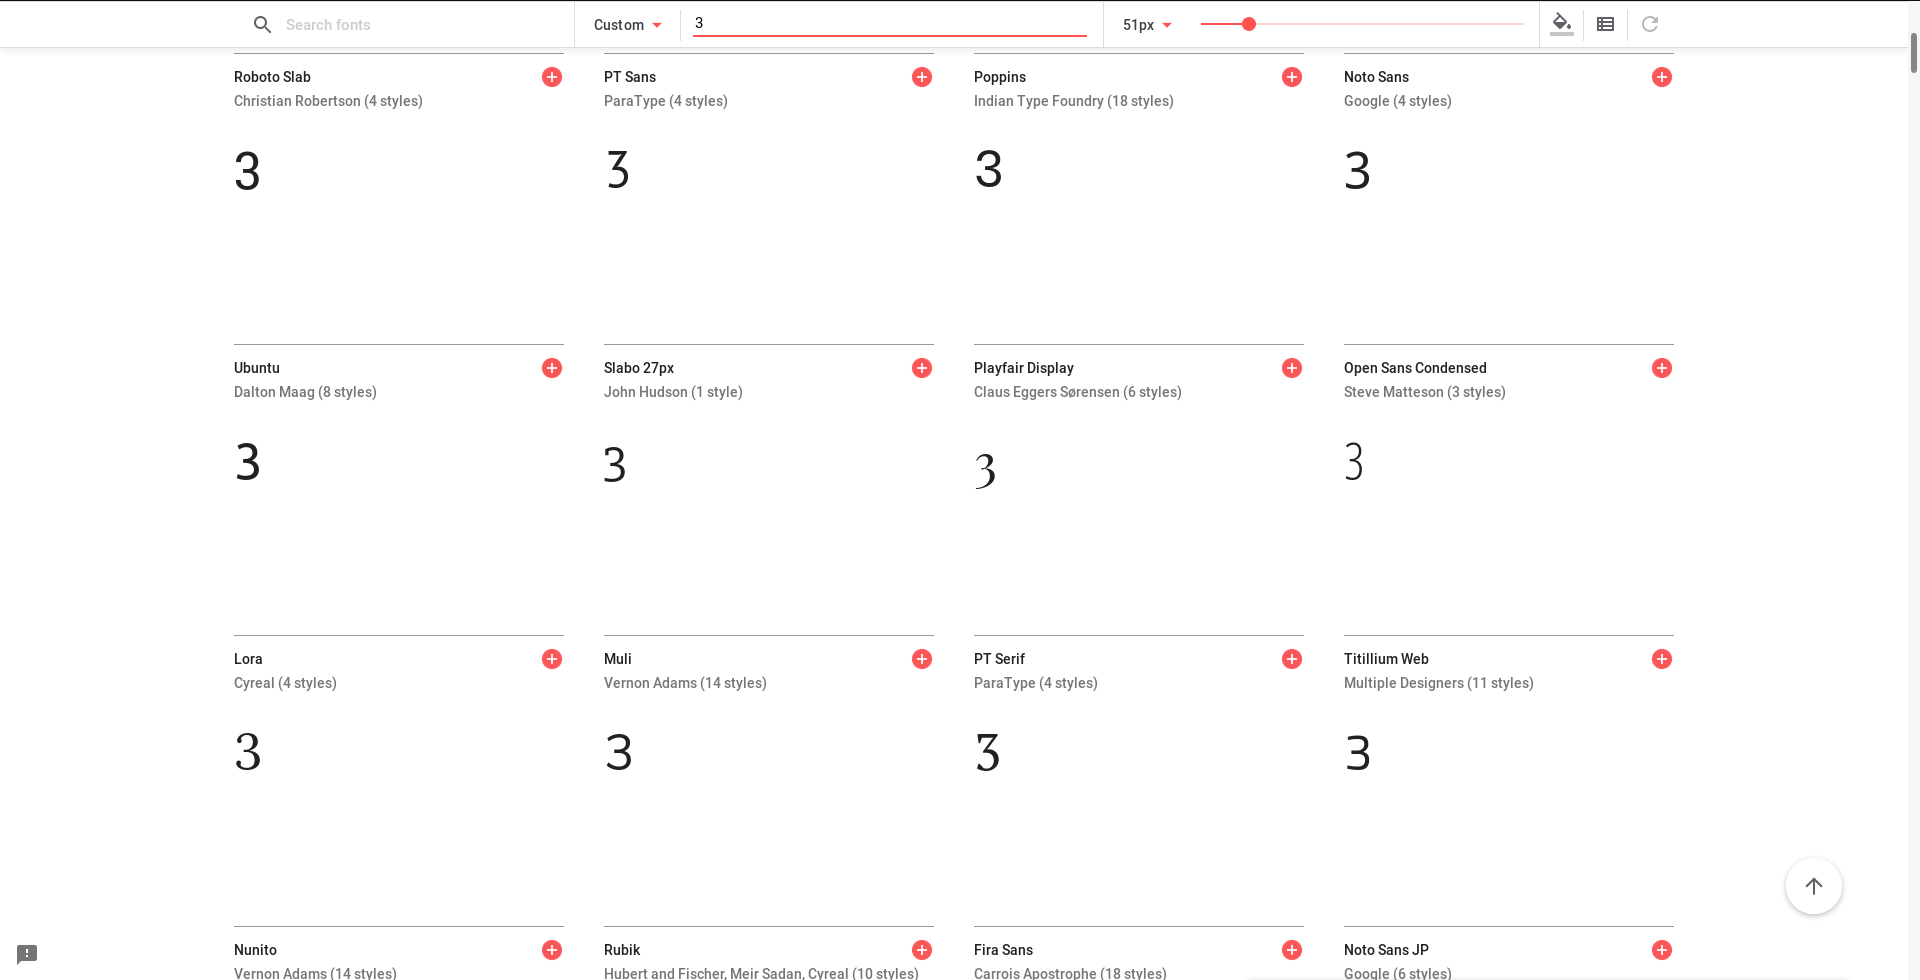 Search fonts
Custom
3
51px
Roboto Slab
Christian Robertson (4 styles)
3
PT Sans
ParaType (4 styles)
3
Poppins
Indian Type Foundry (18 styles)
3
Noto Sans
Google (4 styles)
3
Ubuntu
Dalton Maag (8 styles)
3
Slabo 27px
John Hudson (1 style)
3
Playfair Display
Claus Eggers Sørensen (6 styles)
3
Open Sans Condensed
Steve Matteson (3 styles)
3
Lora
Cyreal (4 styles)
3
Muli
Vernon Adams (14 styles)
3
PT Serif
ParaType (4 styles)
3
Titillium Web
Multiple Designers (11 styles)
3
Nunito
Vernon Adams (14 styles)
Rubik
Hubert and Fischer, Meir Sadan, Cyreal (10 styles)
Fira Sans
Carrois Apostrophe (18 styles)
Noto Sans JP
Google (6 styles)